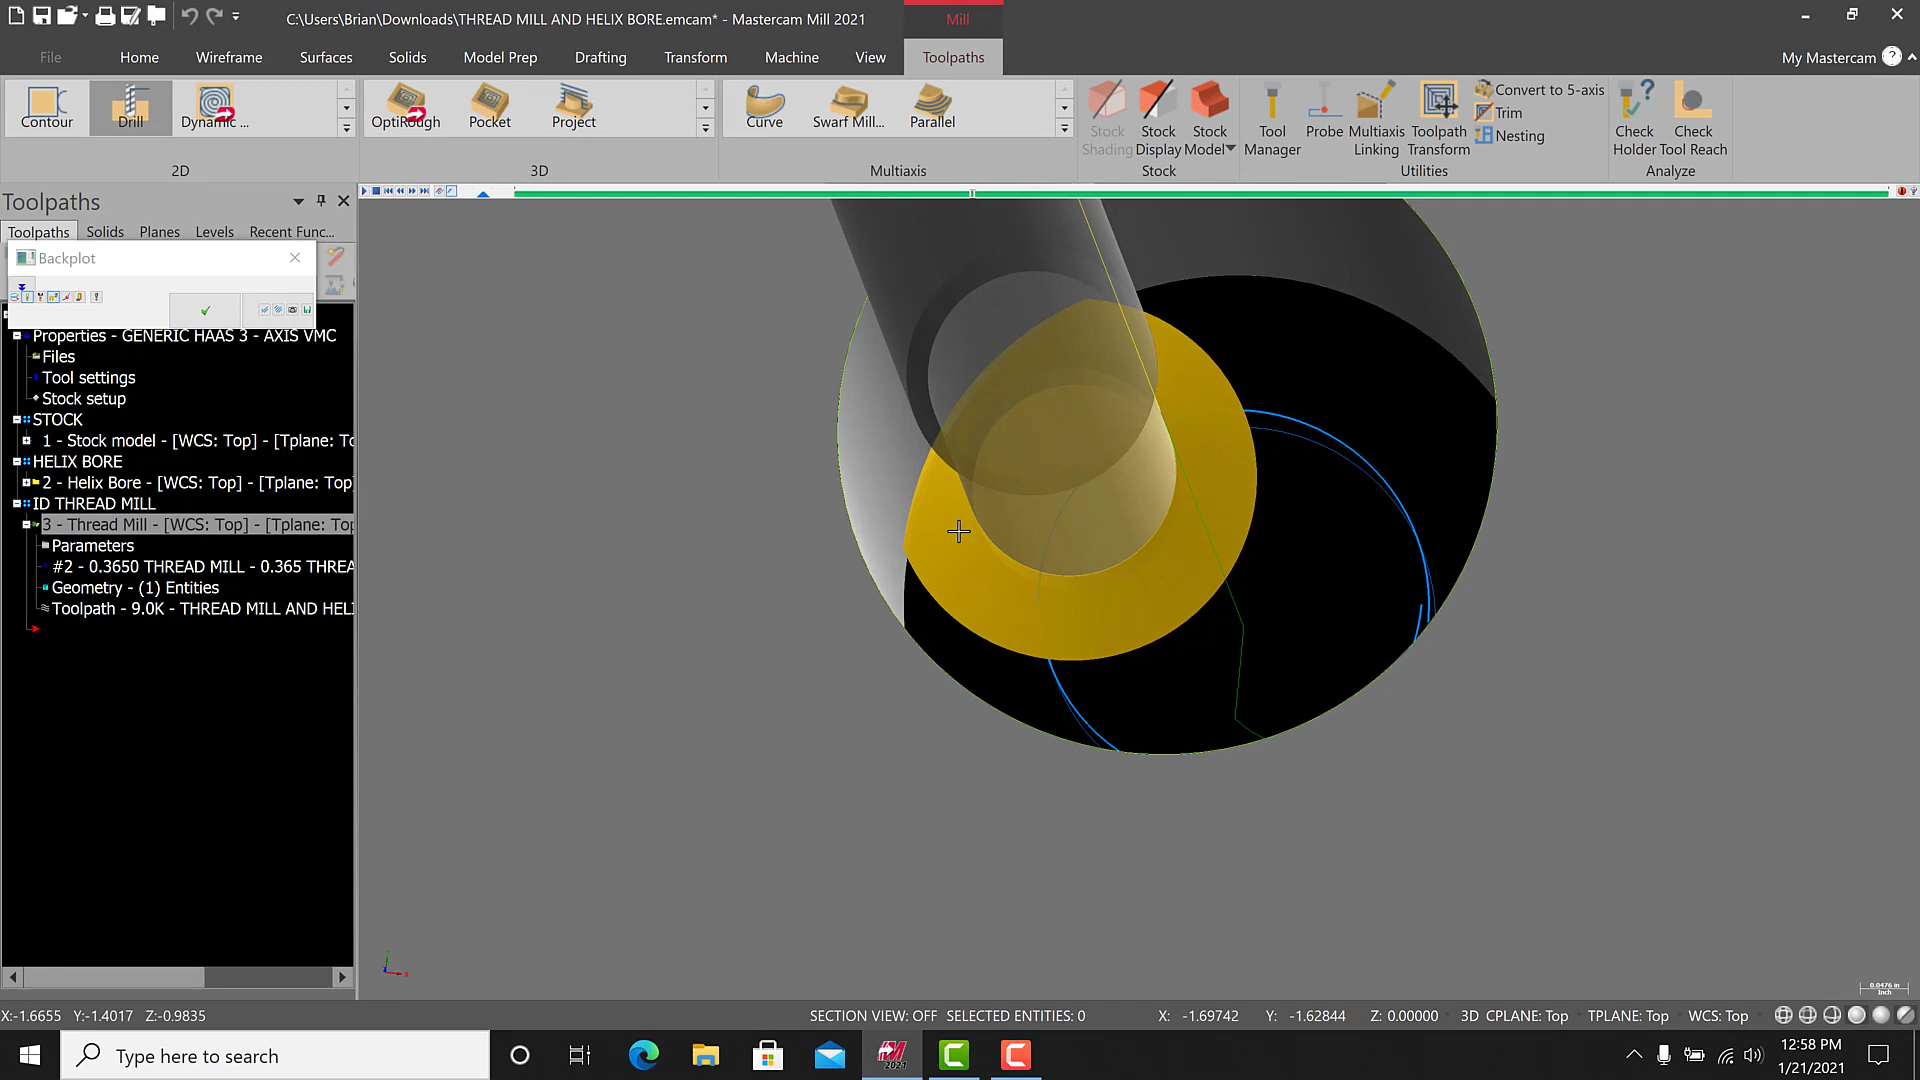 C:\Users\Brian\Downloads\THREAD MILL AND HELIX BORE.emcam* - Mastercam Mill 2021
Mill
File
Home
Wireframe
Surfaces
Solids
Model Prep
Drafting
Transform
Machine
View
Toolpaths
My Mastercam
Contour
Drill
Dynamic ...
OptiRough
Pocket
Project
Curve
Swarf Mill...
Parallel
Stock Shading
Stock Display
Stock Model
Tool Manager
Probe
Multiaxis Linking
Toolpath Transform
Convert to 5-axis
Trim
Nesting
Check Holder
Check Tool Reach
2D
3D
Multiaxis
Stock
Utilities
Analyze
Toolpaths
Toolpaths
Solids
Planes
Levels
Recent Func...
Backplot
Properties - GENERIC HAAS 3 - AXIS VMC
Files
Tool settings
Stock setup
STOCK
1 - Stock model - [WCS: Top] - [Tplane: To
HELIX BORE
2 - Helix Bore - [WCS: Top] - [Tplane: Top]
ID THREAD MILL
3 - Thread Mill - [WCS: Top] - [Tplane: Top
Parameters
#2 - 0.3650 THREAD MILL - 0.365 THREA
Geometry - (1) Entities
Toolpath - 9.0K - THREAD MILL AND HELI
0.0476 in
Inch
X:-1.6655 Y:-1.4017 Z:-0.9835
SECTION VIEW: OFF SELECTED ENTITIES: 0
X: -1.69742 Y: -1.62844 Z: 0.00000 3D CPLANE: Top TPLANE: Top WCS: Top
Type here to search
2021
12:58 PM
1/21/2021